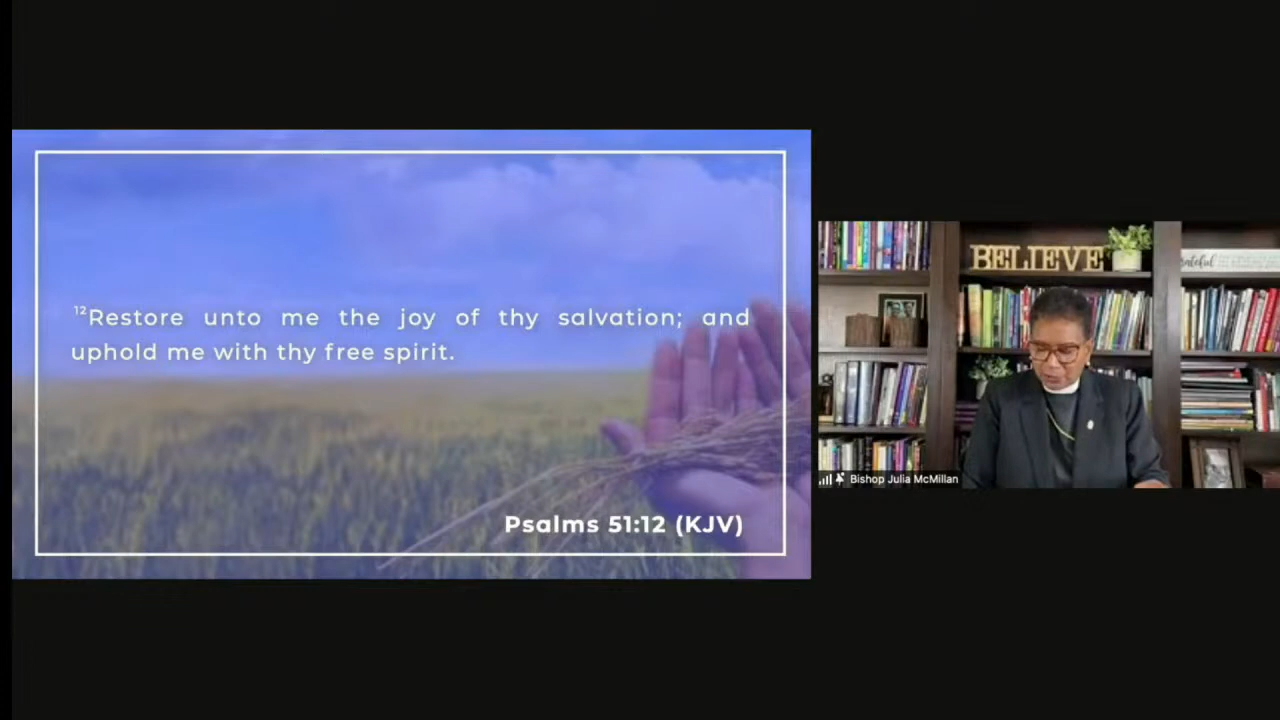 ¹²Restore unto me the joy of thy salvation; and
uphold me with thy free spirit.
Psalms 51:12 (KJV)
BELIEVE
Bishop Julia McMillan